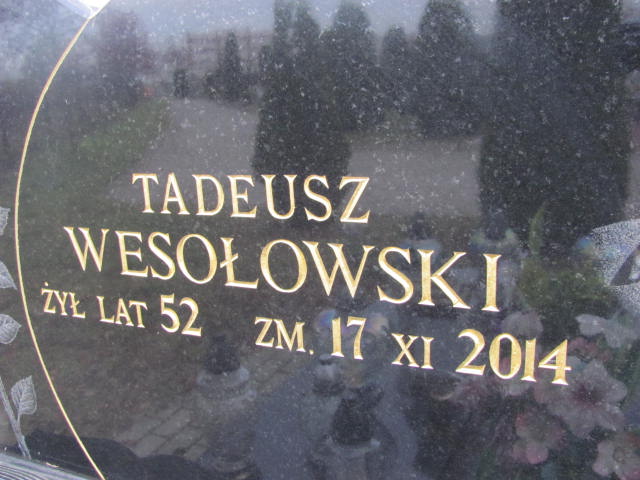 TADEUSZ
WESOŁOWSKI
ŻYŁ LAT 52 ZM. 17 XI 2014